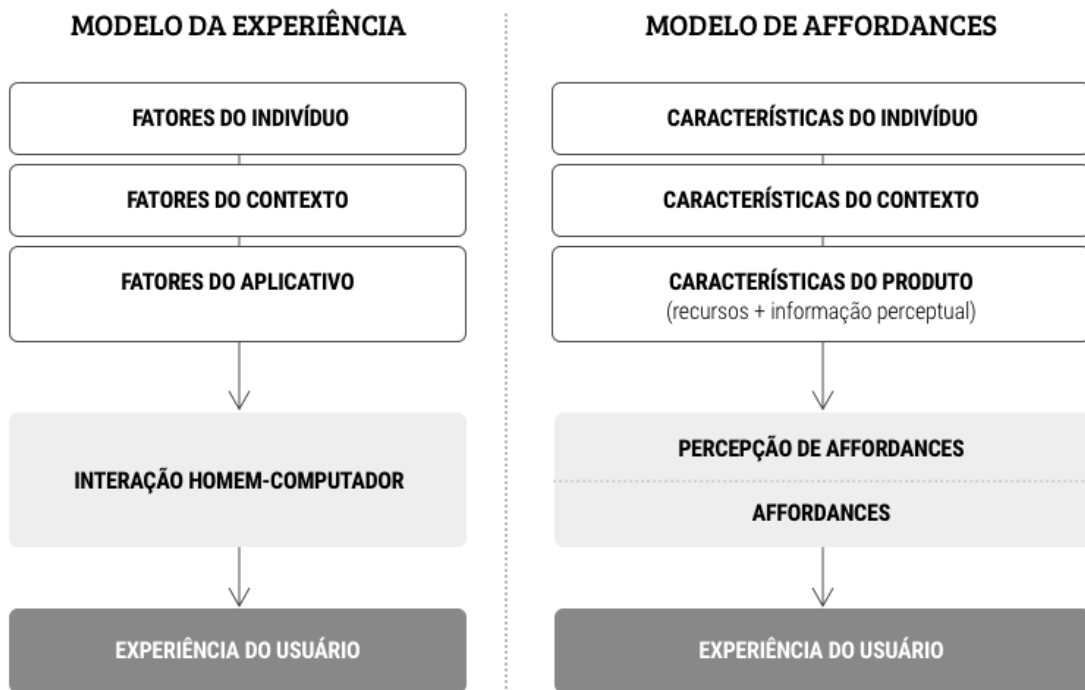 MODELO DA EXPERIÊNCIA
FATORES DO INDIVÍDUO
FATORES DO CONTEXTO
FATORES DO APLICATIVO
INTERAÇÃO HOMEM-COMPUTADOR
EXPERIÊNCIA DO USUÁRIO
MODELO DE AFFORDANCES
CARACTERÍSTICAS DO INDIVÍDUO
CARACTERÍSTICAS DO CONTEXTO
CARACTERÍSTICAS DO PRODUTO
(recursos + informação perceptual)
PERCEPÇÃO DE AFFORDANCES
AFFORDANCES
EXPERIÊNCIA DO USUÁRIO